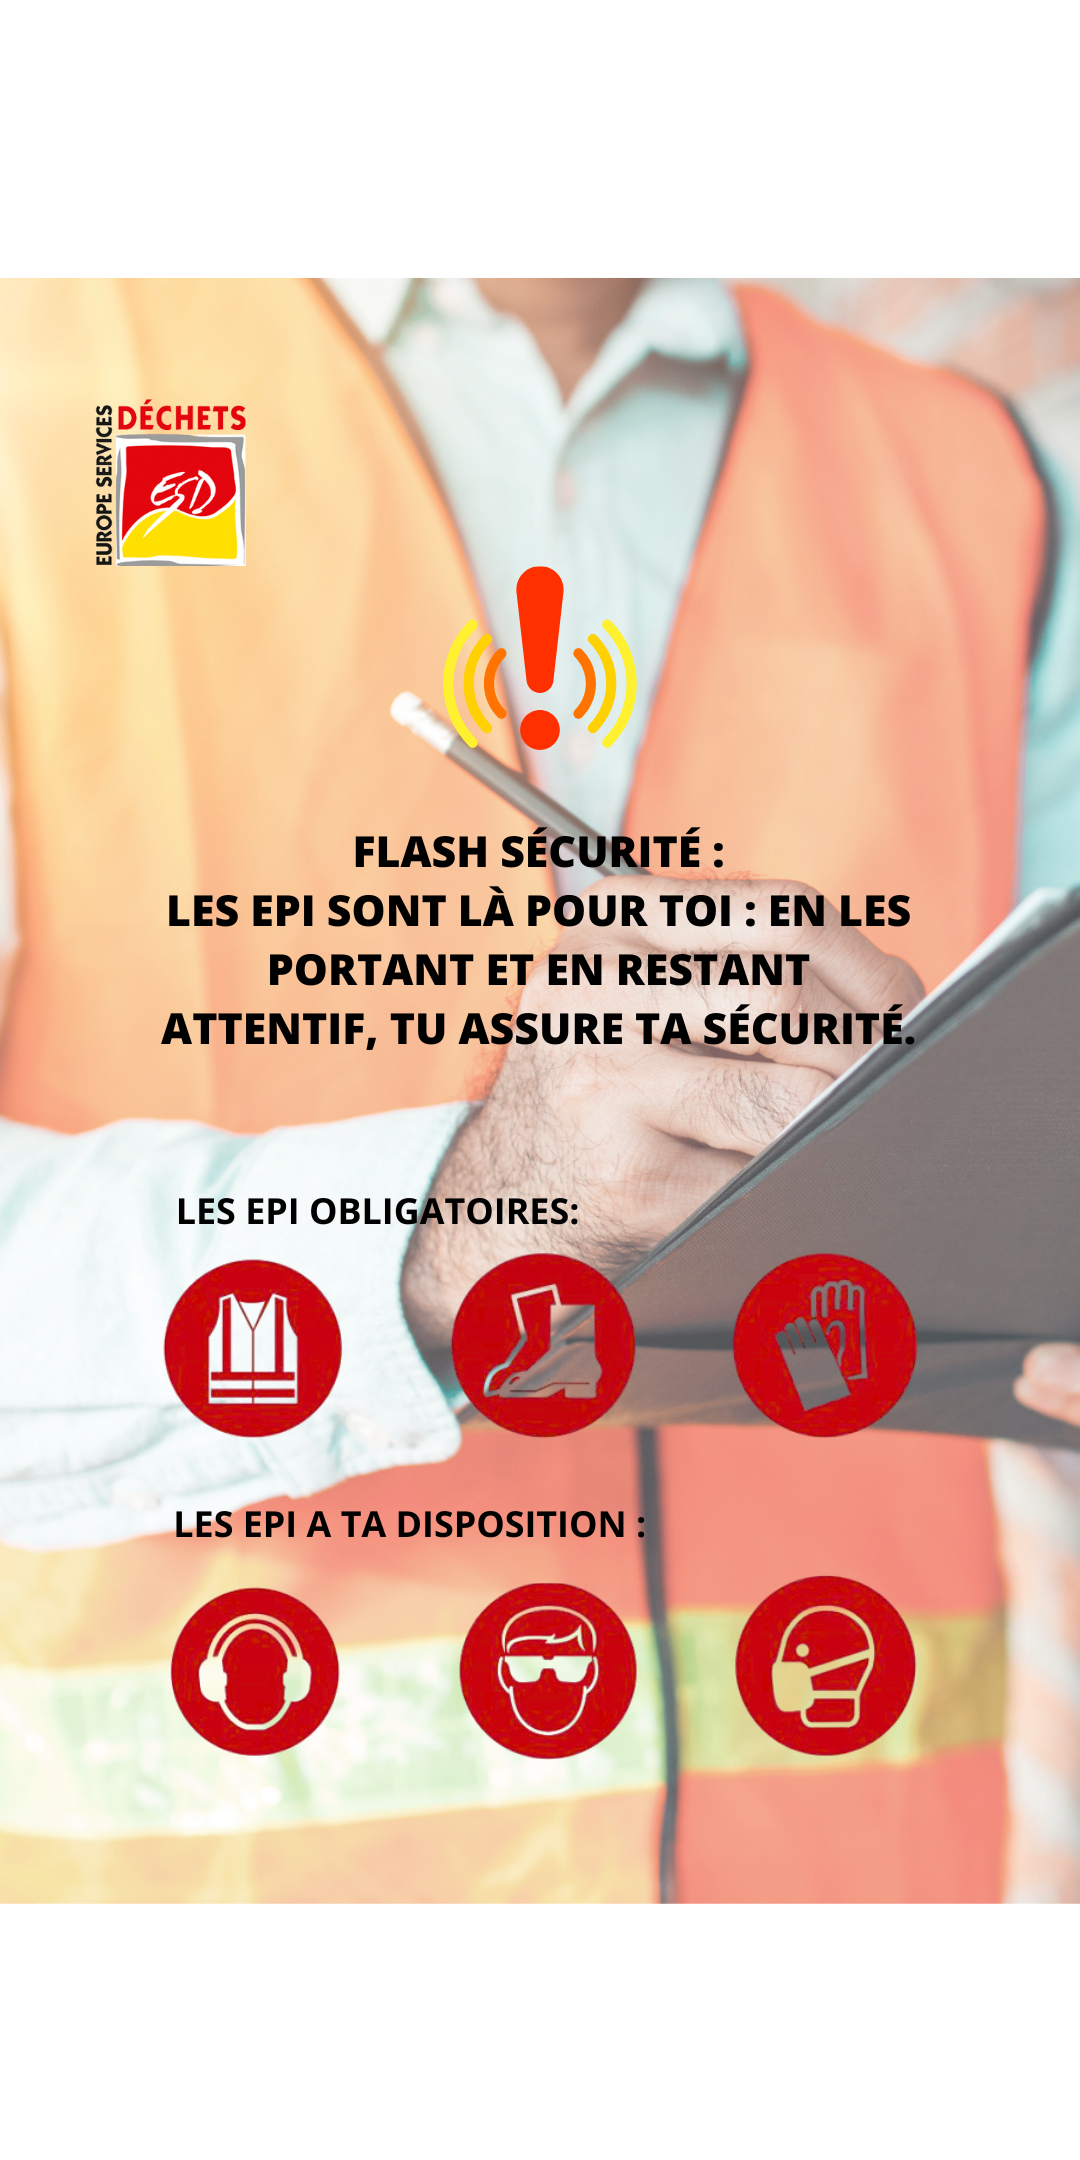 DÉCHETS
EUROPE SERVICES
ESD
FLASH SÉCURITÉ :
LES EPI SONT LÀ POUR TOI : EN LES
PORTANT ET EN RESTANT
ATTENTIF, TU ASSURE TA SÉCURITÉ.
LES EPI OBLIGATOIRES:
LES EPI A TA DISPOSITION :